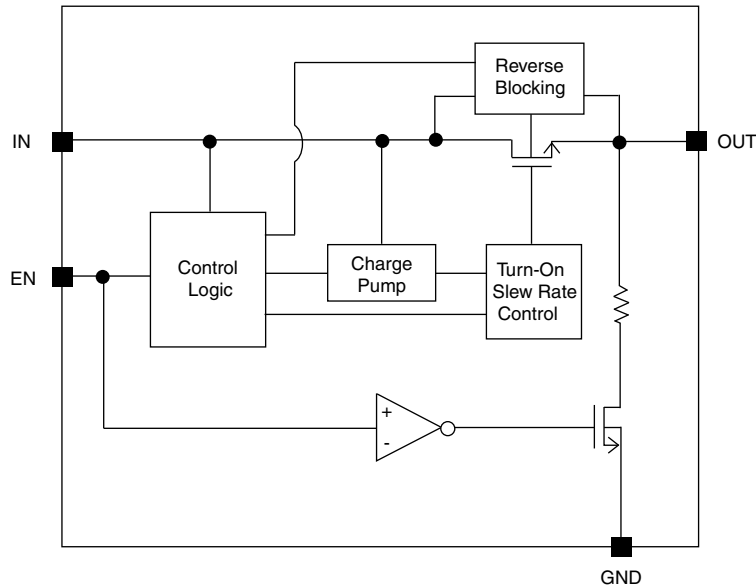 Reverse
Blocking
IN
OUT
EN
Control
Logic
Charge
Pump
Turn-On
Slew Rate
Control
+
-
GND